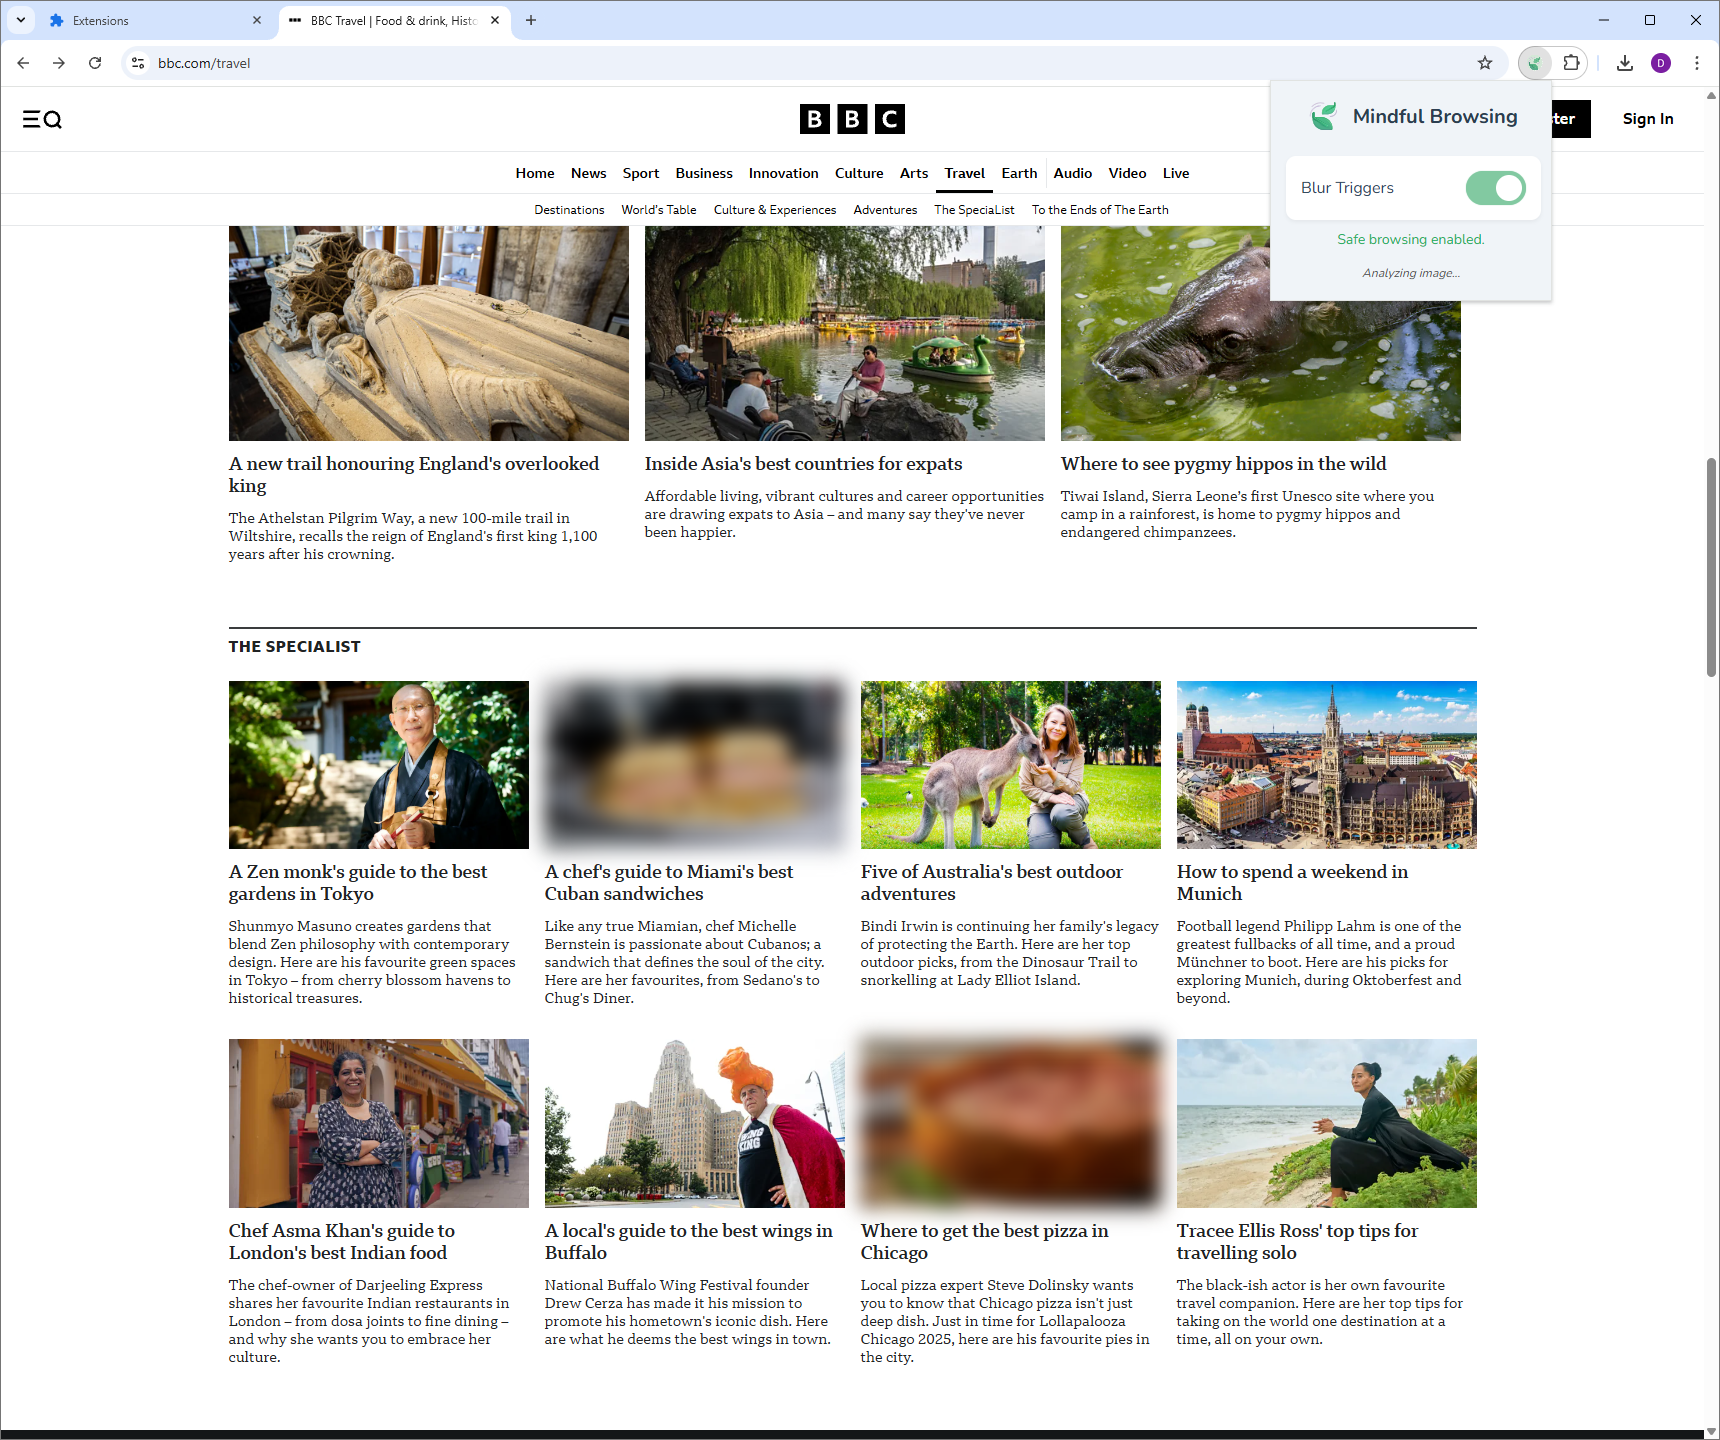 Extensions
BBC Travel | Food & drink, Histo
bbc.com/travel
D
BBC
ster
Sign In
Mindful Browsing
Blur Triggers
Safe browsing enabled.
Analyzing image...
Home News Sport Business Innovation Culture Arts Travel Earth Audio Video Live
Destinations World's Table Culture & Experiences Adventures The SpeciaList To the Ends of The Earth
A new trail honouring England's overlooked
king
The Athelstan Pilgrim Way, a new 100-mile trail in
Wiltshire, recalls the reign of England's first king 1,100
years after his crowning.
Inside Asia's best countries for expats
Affordable living, vibrant cultures and career opportunities
are drawing expats to Asia – and many say they've never
been happier.
Where to see pygmy hippos in the wild
Tiwai Island, Sierra Leone's first Unesco site where you
camp in a rainforest, is home to pygmy hippos and
endangered chimpanzees.
THE SPECIALIST
A Zen monk's guide to the best
gardens in Tokyo
Shunmyo Masuno creates gardens that
blend Zen philosophy with contemporary
design. Here are his favourite green spaces
in Tokyo – from cherry blossom havens to
historical treasures.
A chef's guide to Miami's best
Cuban sandwiches
Like any true Miamian, chef Michelle
Bernstein is passionate about Cubanos; a
sandwich that defines the soul of the city.
Here are her favourites, from Sedano's to
Chug's Diner.
Five of Australia's best outdoor
adventures
Bindi Irwin is continuing her family's legacy
of protecting the Earth. Here are her top
outdoor picks, from the Dinosaur Trail to
snorkelling at Lady Elliot Island.
How to spend a weekend in
Munich
Football legend Philipp Lahm is one of the
greatest fullbacks of all time, and a proud
Münchner to boot. Here are his picks for
exploring Munich, during Oktoberfest and
beyond.
WING
KING
Chef Asma Khan's guide to
London's best Indian food
The chef-owner of Darjeeling Express
shares her favourite Indian restaurants in
London – from dosa joints to fine dining –
and why she wants you to embrace her
culture.
A local's guide to the best wings in
Buffalo
National Buffalo Wing Festival founder
Drew Cerza has made it his mission to
promote his hometown's iconic dish. Here
are what he deems the best wings in town.
Where to get the best pizza in
Chicago
Local pizza expert Steve Dolinsky wants
you to know that Chicago pizza isn't just
deep dish. Just in time for Lollapalooza
Chicago 2025, here are his favourite pies in
the city.
Tracee Ellis Ross' top tips for
travelling solo
The black-ish actor is her own favourite
travel companion. Here are her top tips for
taking on the world one destination at a
time, all on your own.